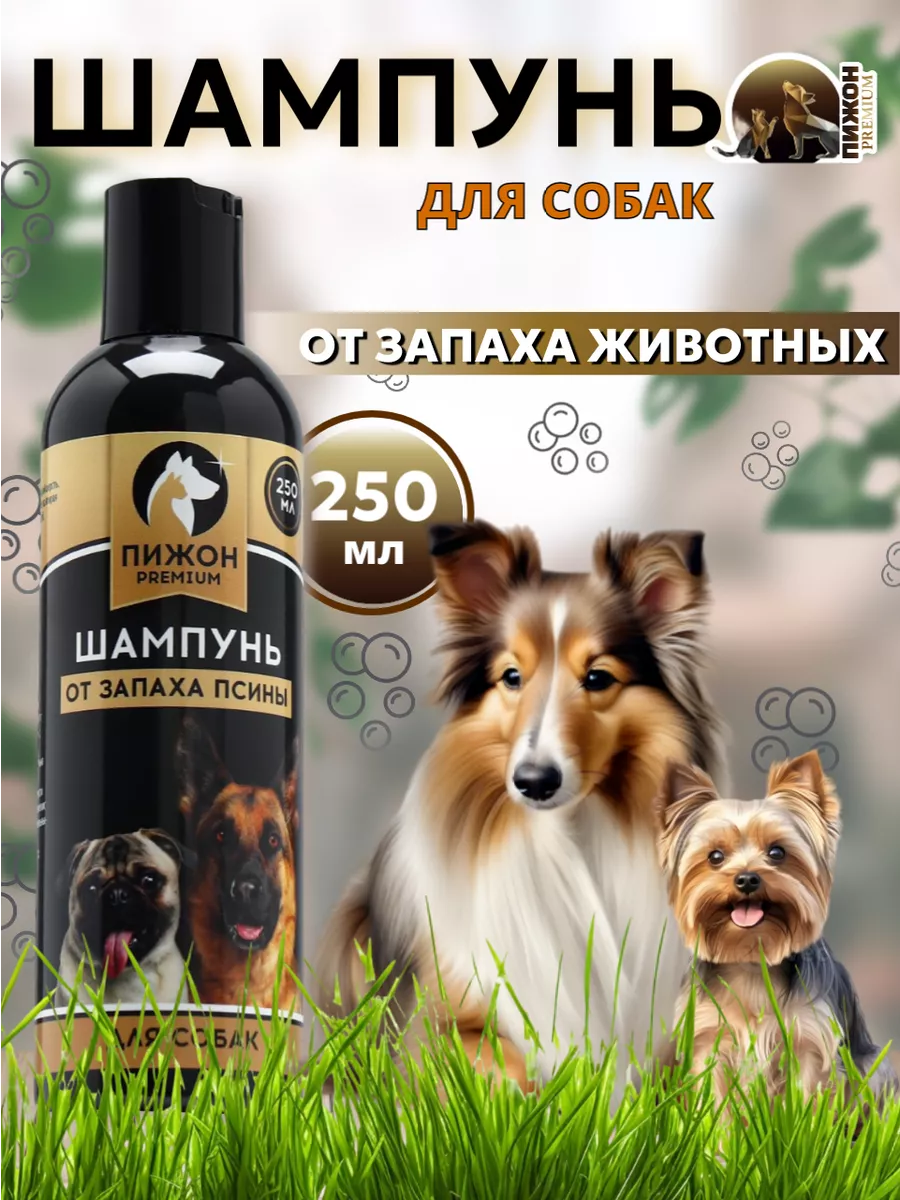 ШАМПУНЬ
ПИЖОН
PREMIUM
ДЛЯ СОБАК
ОТ ЗАПАХА ЖИВОТНЫХ
250
мл
250
МЛ
ПИЖОН
PREMIUM
ШАМПУНЬ
ОТ ЗАПАХА ПСИНЫ
ДЛЯ СОБАК